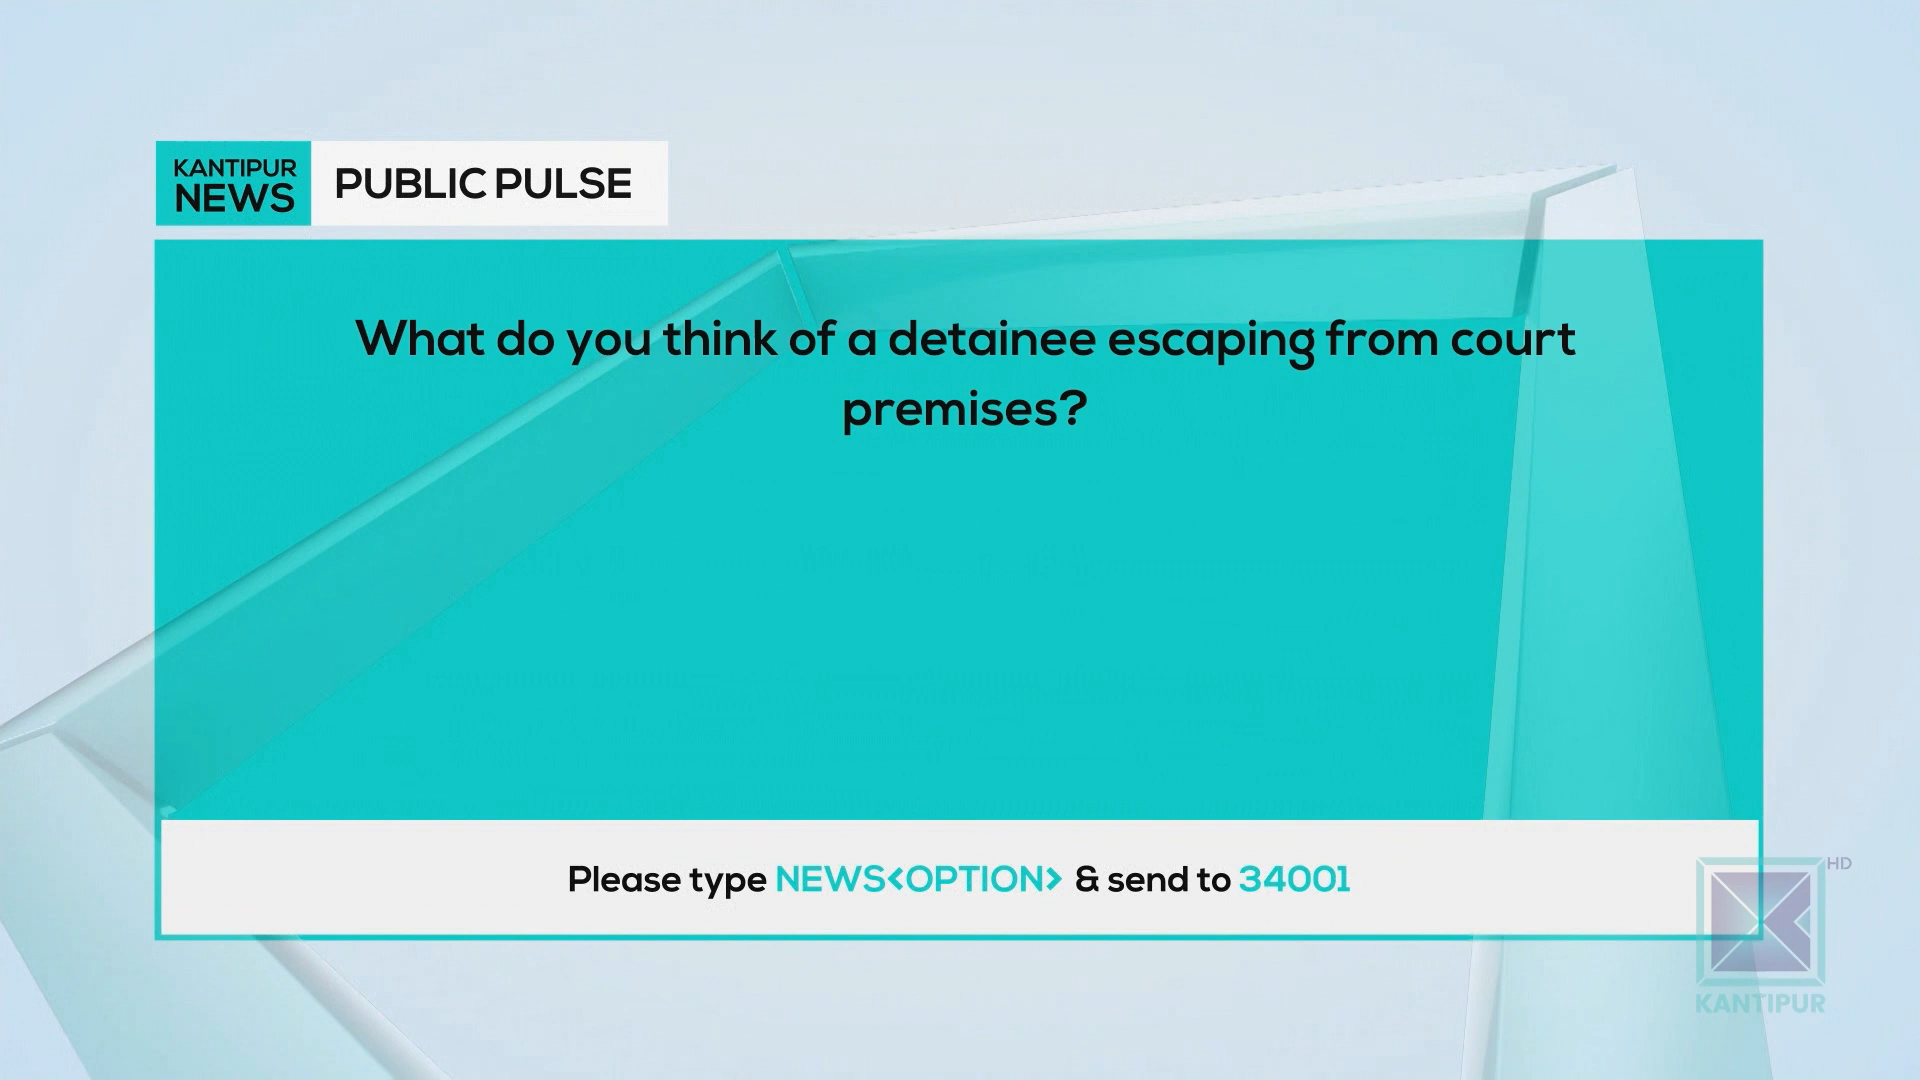 KANTIPUR
NEWS
PUBLIC PULSE
What do you think of a detainee escaping from court
premises?
Please type NEWS<OPTION> & send to 34001
HD
KANTIPUR